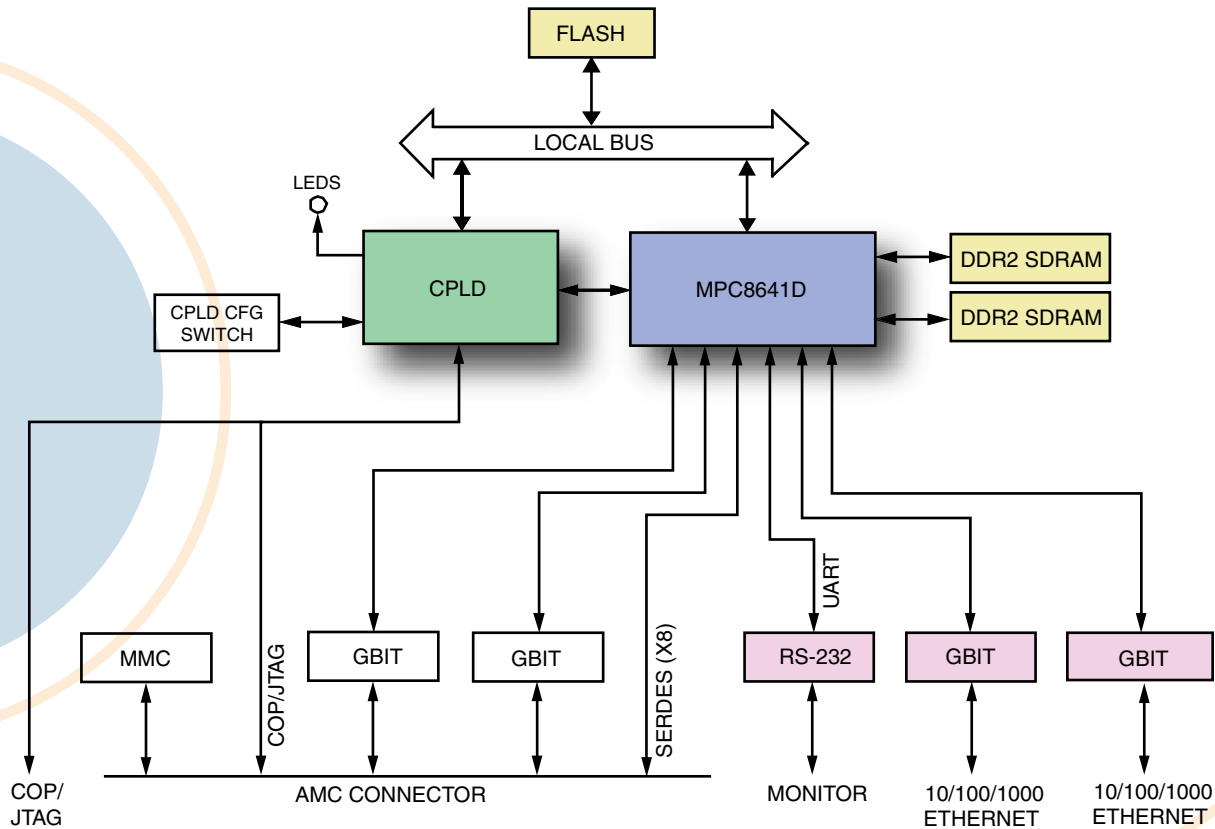 FLASH
LOCAL BUS
LEDS
CPLD
MPC8641D
DDR2 SDRAM
DDR2 SDRAM
CPLD CFG
SWITCH
UART
SERDES (X8)
COP/JTAG
MMC
GBIT
GBIT
RS-232
GBIT
GBIT
COP/
JTAG
AMC CONNECTOR
MONITOR
10/100/1000
ETHERNET
10/100/1000
ETHERNET